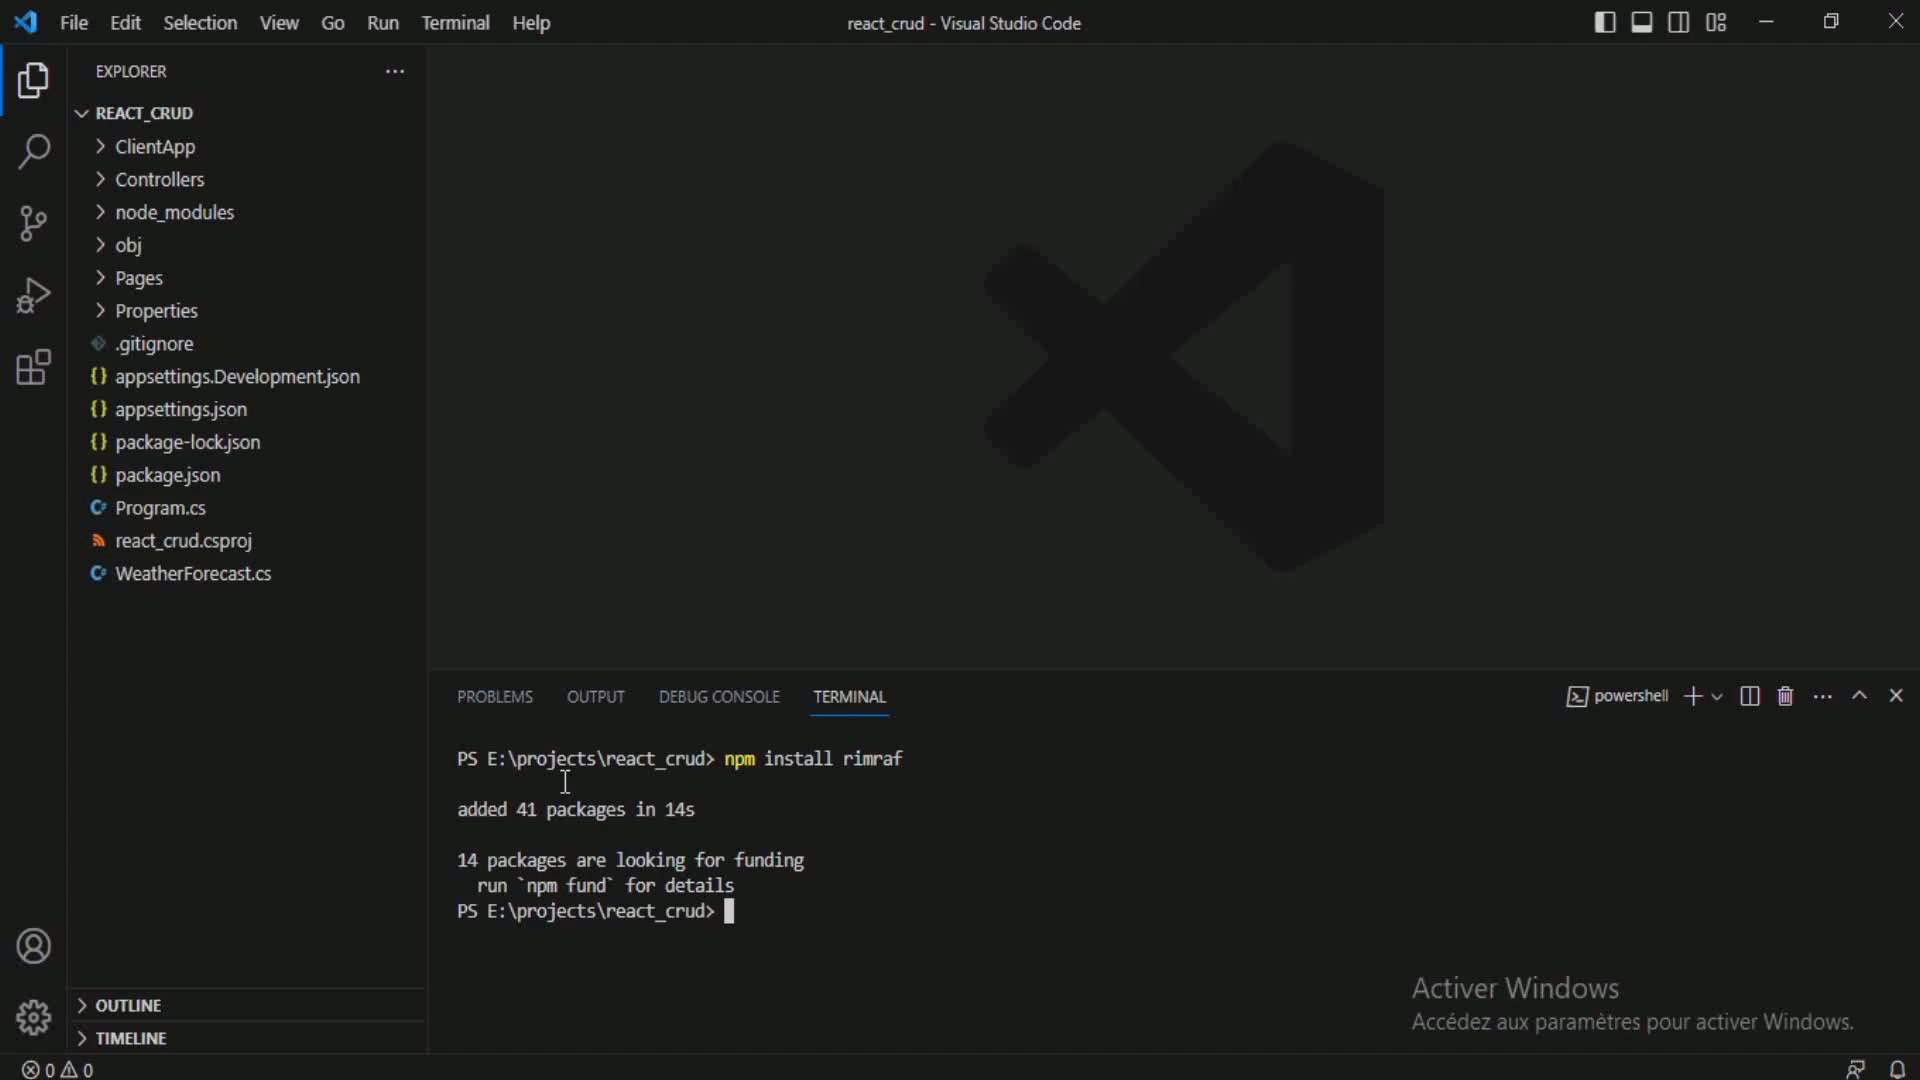 File Edit Selection View Go Run Terminal Help
react_crud - Visual Studio Code
EXPLORER
REACT_CRUD
ClientApp
Controllers
node_modules
obj
Pages
Properties
.gitignore
appsettings.Development.json
appsettings.json
package-lock.json
package.json
Program.cs
react_crud.csproj
WeatherForecast.cs
OUTLINE
TIMELINE
PROBLEMS OUTPUT DEBUG CONSOLE TERMINAL
powershell
PS E:\projects\react_crud> npm install rimraf
added 41 packages in 14s
14 packages are looking for funding
run `npm fund` for details
PS E:\projects\react_crud>
Activer Windows
Accédez aux paramètres pour activer Windows.
0 0